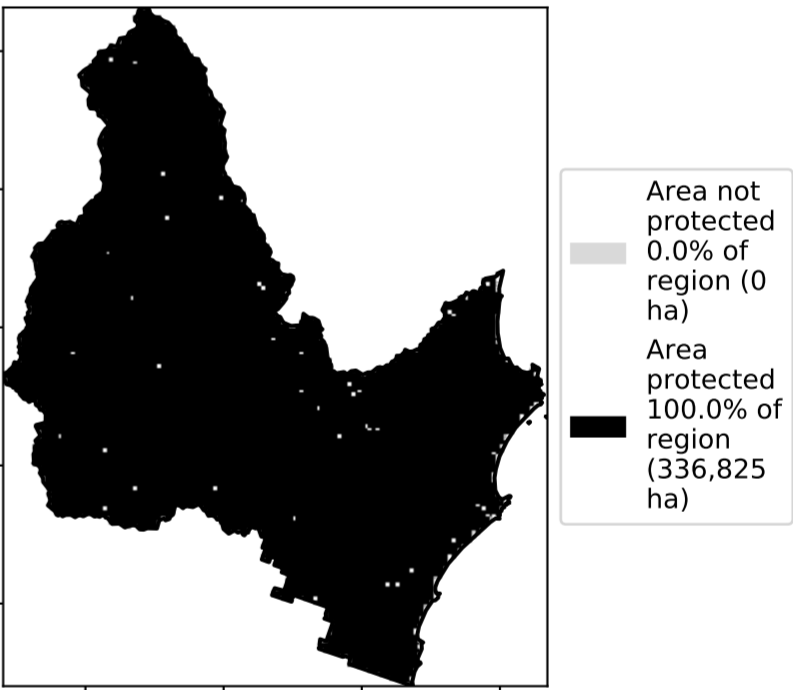 Area not
protected
0.0% of
region (0
ha)
Area
protected
100.0% of
region
(336,825
ha)